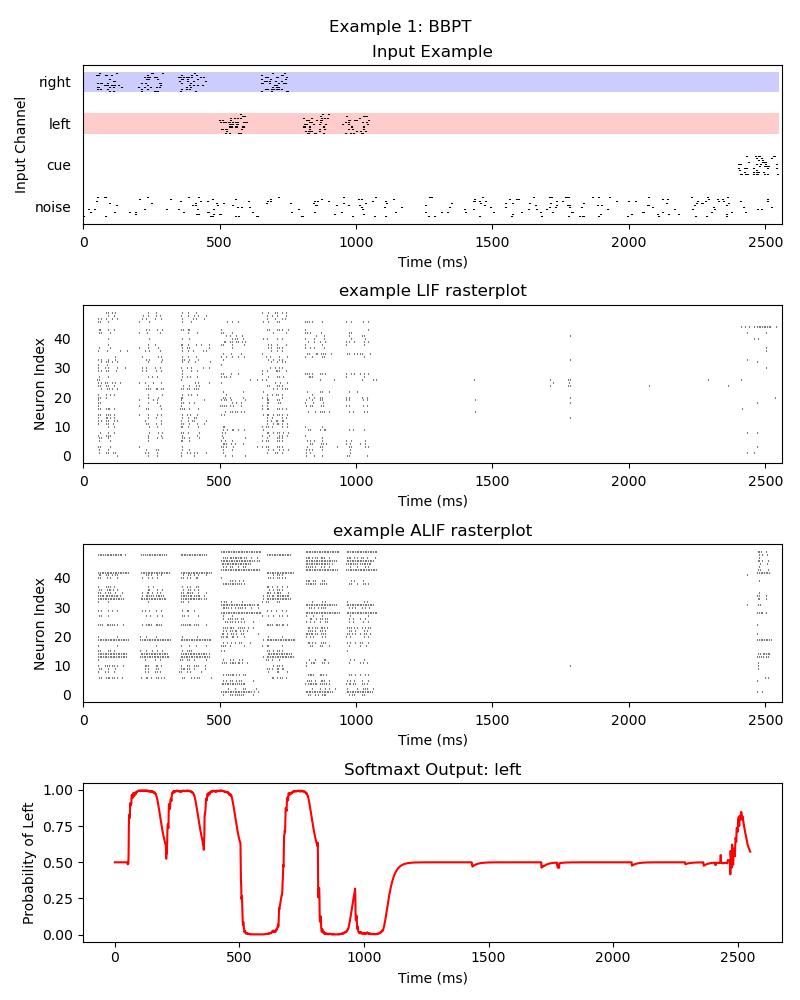 Example 1: BBPT
Input Example
right
left
cue
noise
Input Channel
0 500 1000 1500 2000 2500
Time (ms)
example LIF rasterplot
40
30
20
10
0
Neuron Index
0 500 1000 1500 2000 2500
Time (ms)
example ALIF rasterplot
40
30
20
10
0
Neuron Index
0 500 1000 1500 2000 2500
Time (ms)
Softmaxt Output: left
1.00
0.75
0.50
0.25
0.00
Probability of Left
0 500 1000 1500 2000 2500
Time (ms)